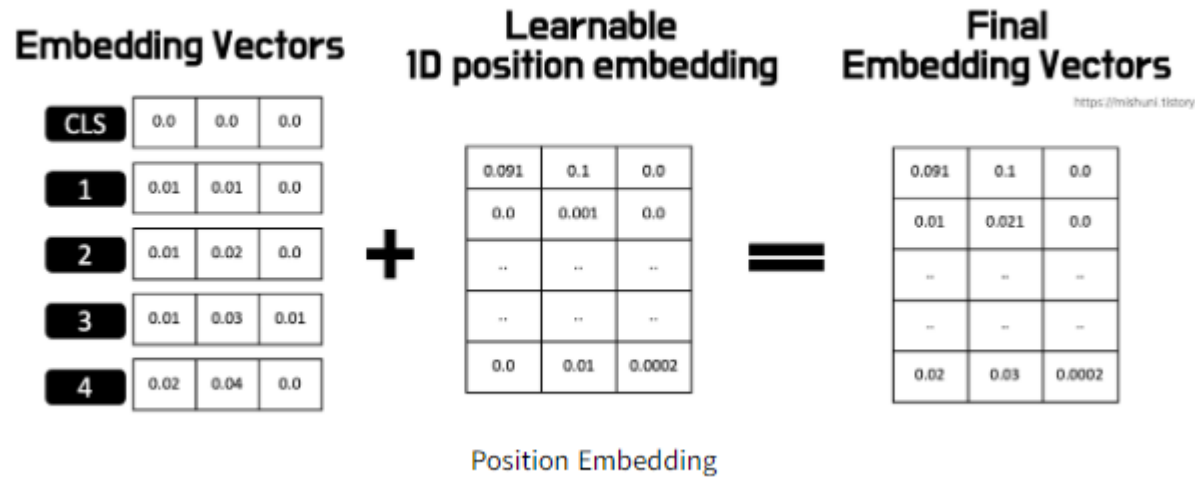 Embedding Vectors
Learnable
1D position embedding
Final
Embedding Vectors
https://mishuni.tistory
CLS 0.0 0.0 0.0
1 0.01 0.01 0.0
2 0.01 0.02 0.0
3 0.01 0.03 0.01
4 0.02 0.04 0.0
+
0.091 0.1 0.0
0.0 0.001 0.0
.. .. ..
.. .. ..
0.0 0.01 0.0002
=
0.091 0.1 0.0
0.01 0.021 0.0
.. .. ..
.. .. ..
0.02 0.03 0.0002
Position Embedding